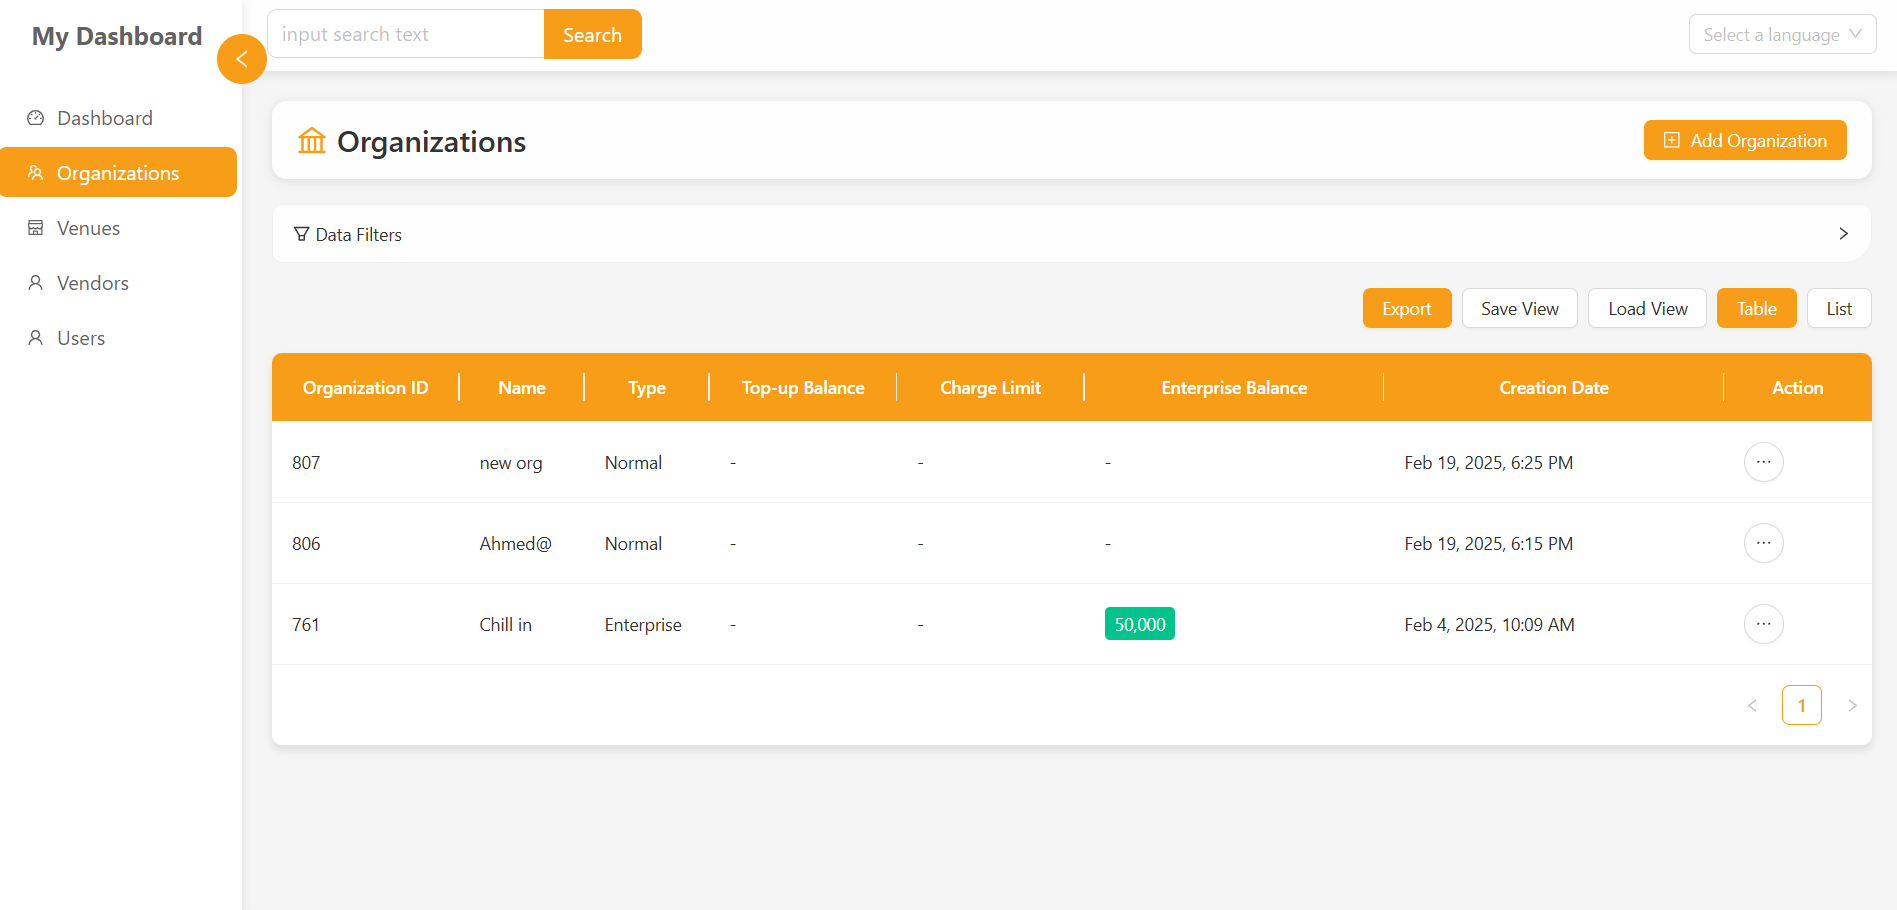 My Dashboard
input search text Search Select a language
Dashboard
Organizations
Venues
Vendors
Users
Organizations Add Organization
Data Filters
Export Save View Load View Table List
Organization ID Name Type Top-up Balance Charge Limit Enterprise Balance Creation Date Action
807 new org Normal - - - Feb 19, 2025, 6:25 PM ...
806 Ahmed@ Normal - - - Feb 19, 2025, 6:15 PM ...
761 Chill in Enterprise - - 50,000 Feb 4, 2025, 10:09 AM ...
1